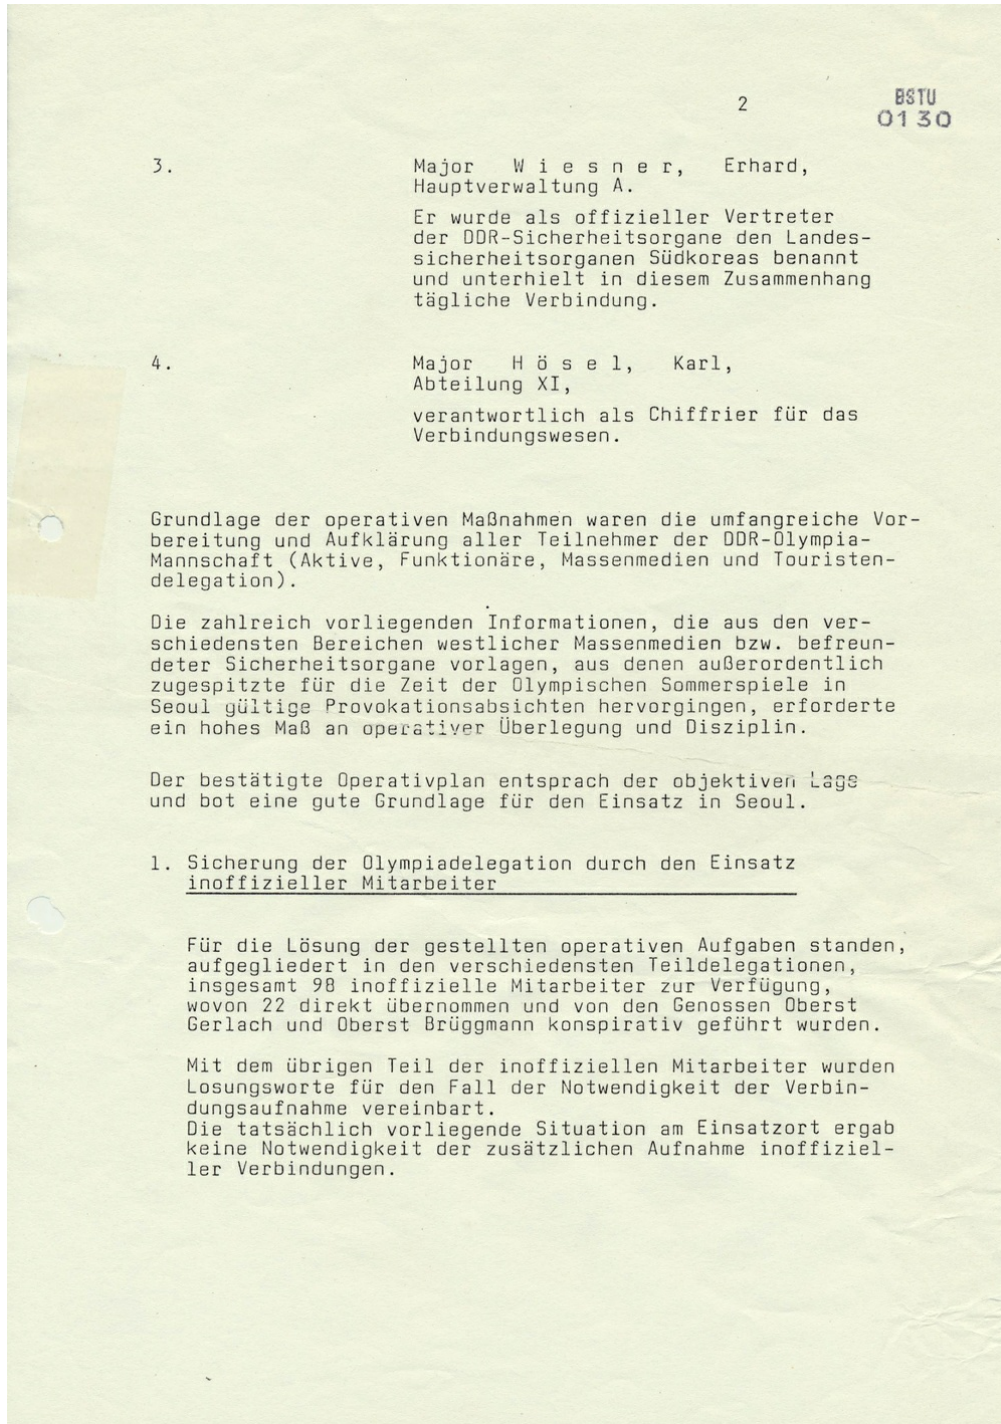 2
BSTU
0130
3. Major W i e s n e r, Erhard,
Hauptverwaltung A.
Er wurde als offizieller Vertreter
der DDR-Sicherheitsorgane den Landes-
sicherheitsorganen Südkoreas benannt
und unterhielt in diesem Zusammenhang
tägliche Verbindung.
4. Major H ö s e l, Karl,
Abteilung XI,
verantwortlich als Chiffrier für das
Verbindungswesen.
Grundlage der operativen Maßnahmen waren die umfangreiche Vor-
bereitung und Aufklärung aller Teilnehmer der DDR-Olympia-
Mannschaft (Aktive, Funktionäre, Massenmedien und Touristen-
delegation).
Die zahlreich vorliegenden Informationen, die aus den ver-
schiedensten Bereichen westlicher Massenmedien bzw. befreun-
deter Sicherheitsorgane vorlagen, aus denen außerordentlich
zugespitzte für die Zeit der Olympischen Sommerspiele in
Seoul gültige Provokationsabsichten hervorgingen, erforderte
ein hohes Maß an operativer Überlegung und Disziplin.
Der bestätigte Operativplan entsprach der objektiven Lage
und bot eine gute Grundlage für den Einsatz in Seoul.
1. Sicherung der Olympiadelegation durch den Einsatz
inoffizieller Mitarbeiter
Für die Lösung der gestellten operativen Aufgaben standen,
aufgegliedert in den verschiedensten Teildelegationen,
insgesamt 98 inoffizielle Mitarbeiter zur Verfügung,
wovon 22 direkt übernommen und von den Genossen Oberst
Gerlach und Oberst Brüggmann konspirativ geführt wurden.
Mit dem übrigen Teil der inoffiziellen Mitarbeiter wurden
Losungsworte für den Fall der Notwendigkeit der Verbin-
dungsaufnahme vereinbart.
Die tatsächlich vorliegende Situation am Einsatzort ergab
keine Notwendigkeit der zusätzlichen Aufnahme inoffiziel-
ler Verbindungen.